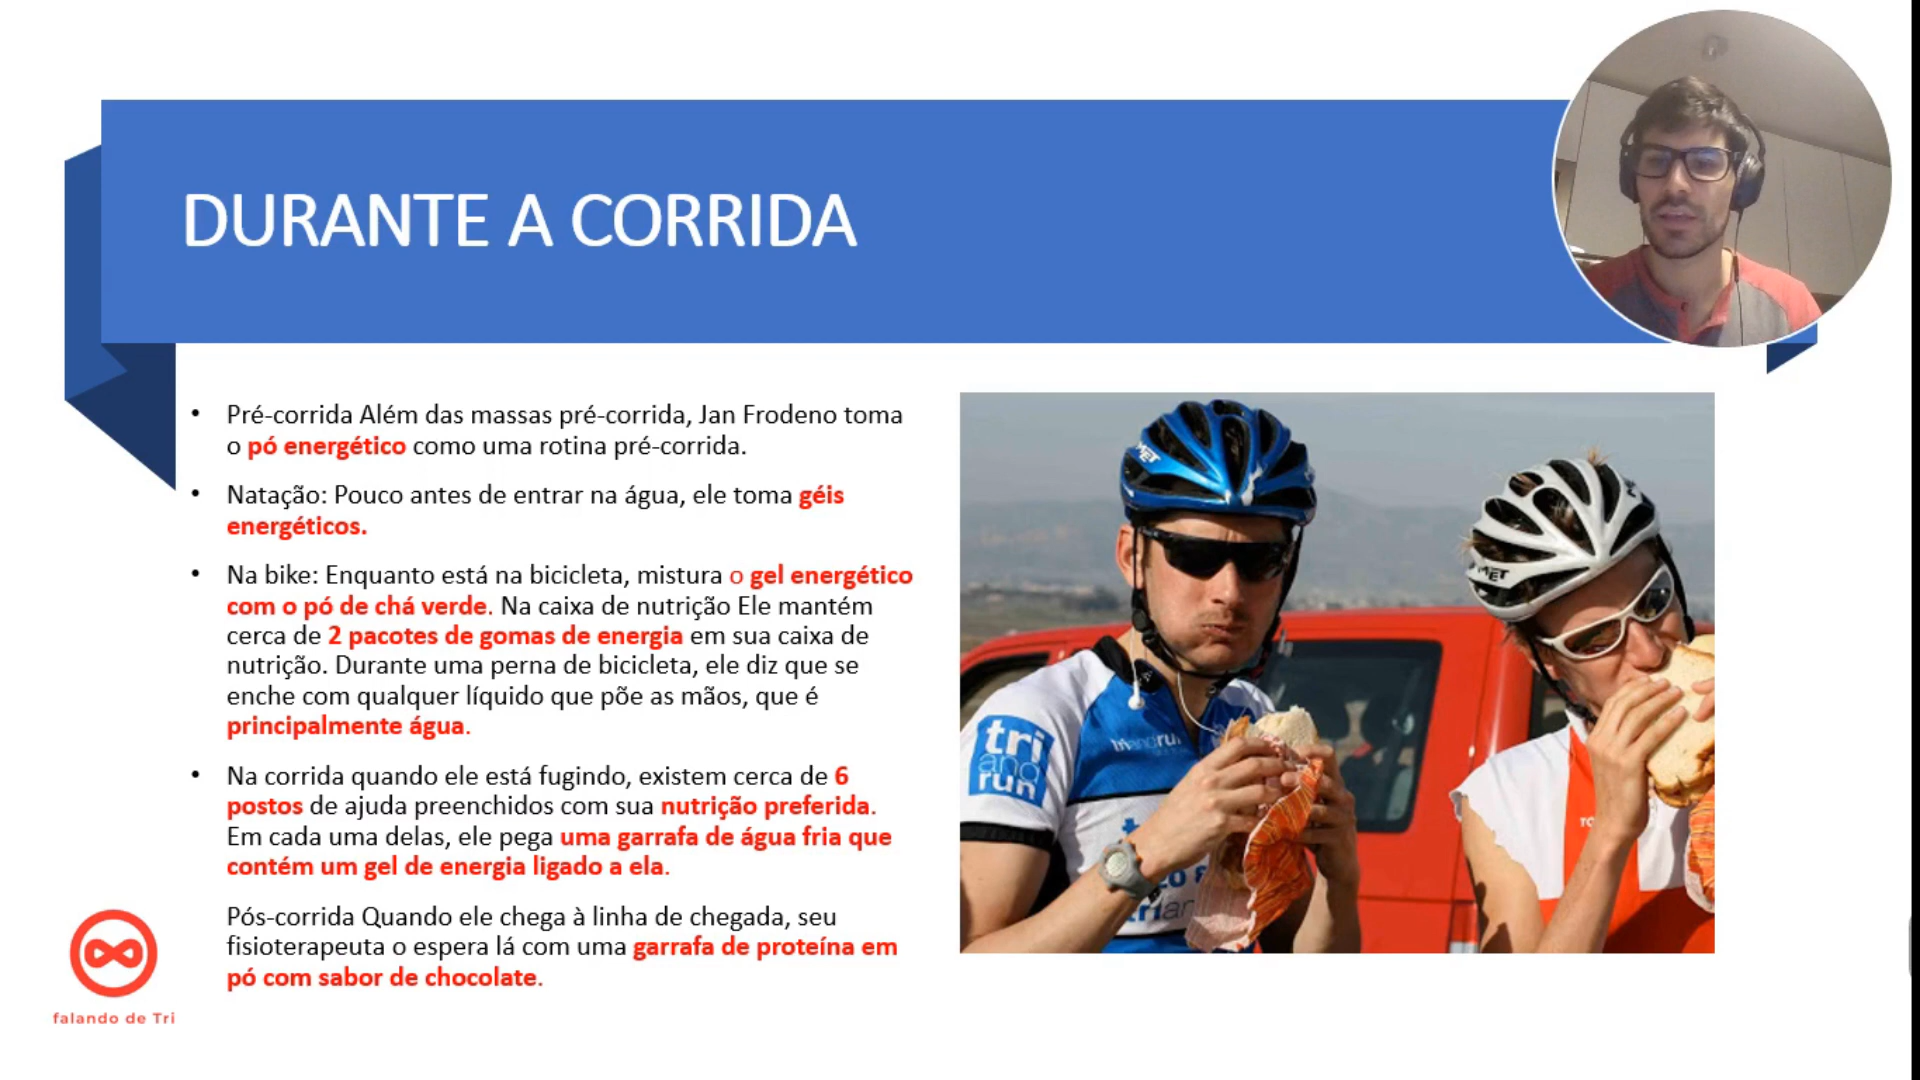 DURANTE A CORRIDA
• Pré-corrida Além das massas pré-corrida, Jan Frodeno toma
o pó energético como uma rotina pré-corrida.
• Natação: Pouco antes de entrar na água, ele toma géis
energéticos.
• Na bike: Enquanto está na bicicleta, mistura o gel energético
com o pó de chá verde. Na caixa de nutrição Ele mantém
cerca de 2 pacotes de gomas de energia em sua caixa de
nutrição. Durante uma perna de bicicleta, ele diz que se
enche com qualquer líquido que põe as mãos, que é
principalmente água.
• Na corrida quando ele está fugindo, existem cerca de 6
postos de ajuda preenchidos com sua nutrição preferida.
Em cada uma delas, ele pega uma garrafa de água fria que
contém um gel de energia ligado a ela.
Pós-corrida Quando ele chega à linha de chegada, seu
fisioterapeuta o espera lá com uma garrafa de proteína em
pó com sabor de chocolate.
falando de Tri
MET
MET
tri
and
run